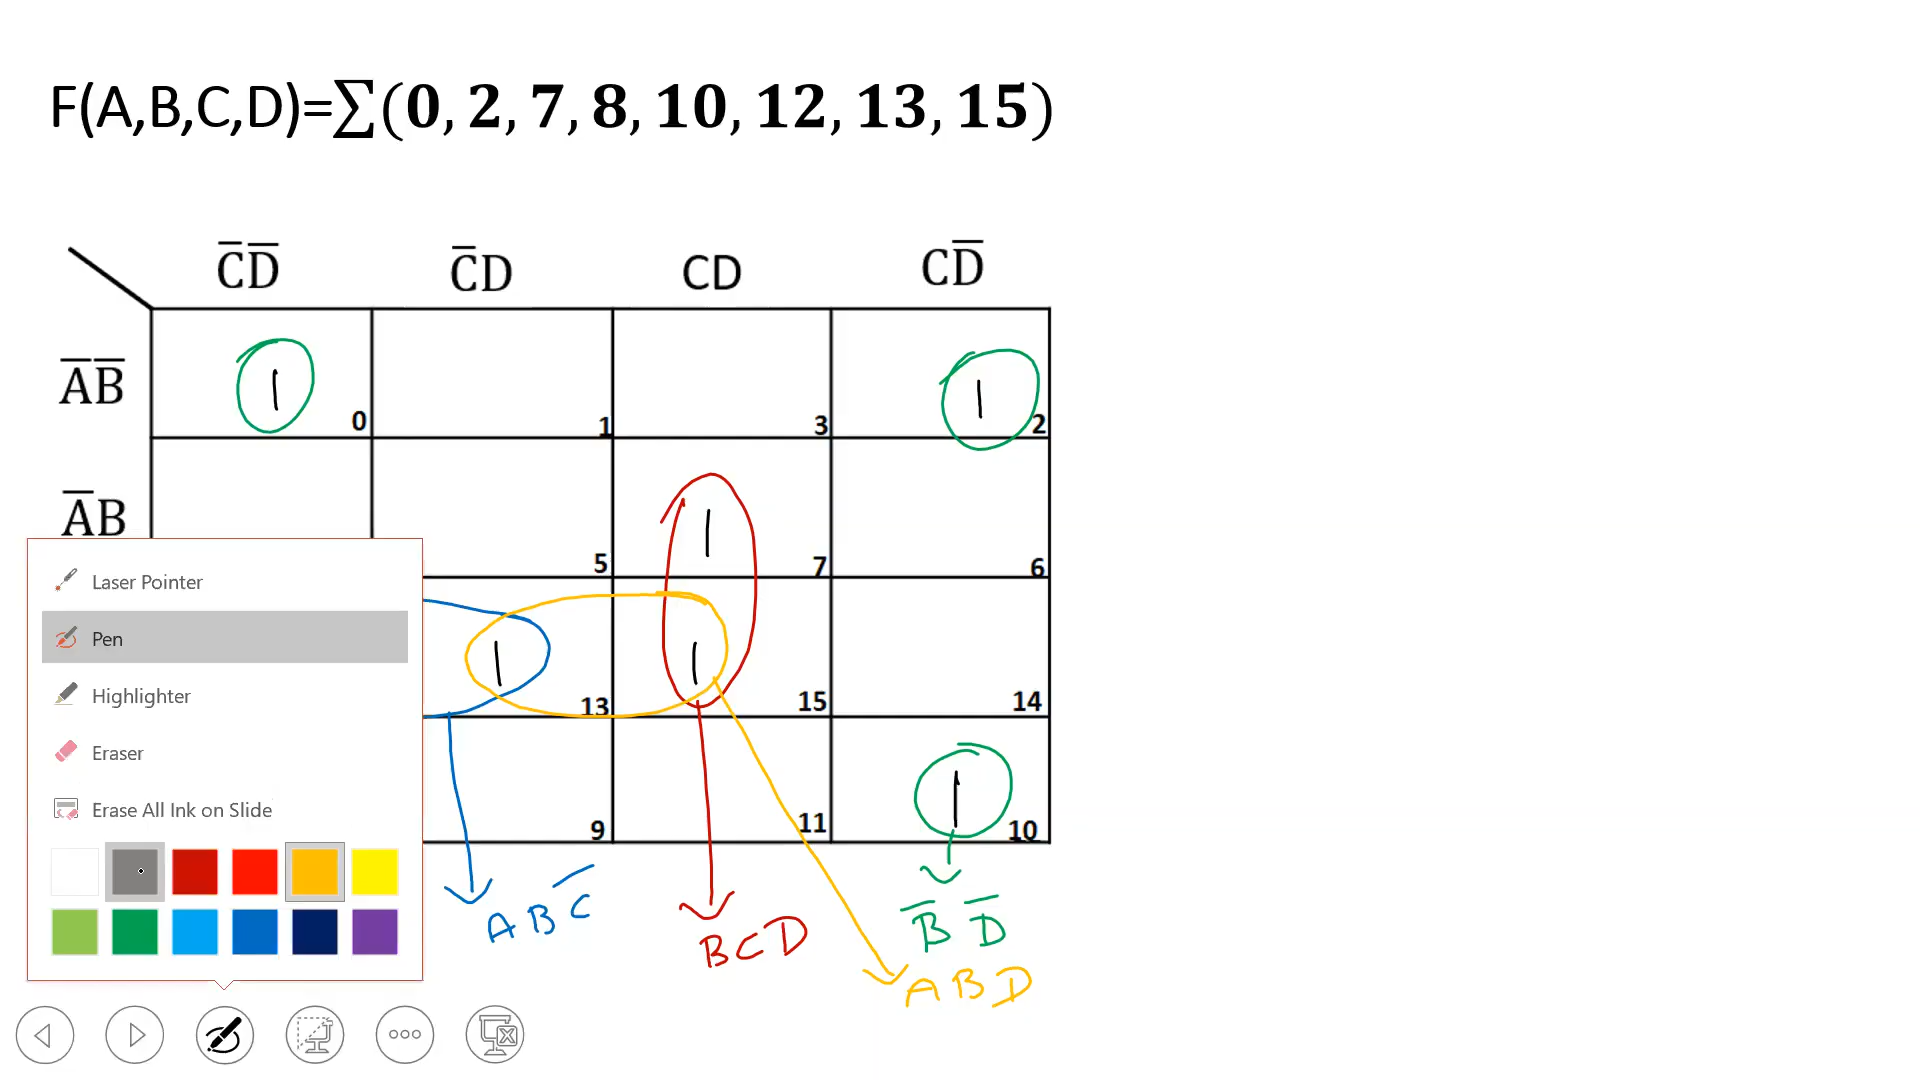 F(A,B,C,D)=∑(0, 2, 7, 8, 10, 12, 13, 15)
C̅D̅ C̅D CD CD̅
A̅B̅ 1 0 1 3 1 2
A̅B 5 1 7 6
1 13 1 15 14
9 11 1 10
Laser Pointer
Pen
Highlighter
Eraser
Erase All Ink on Slide
ABC̅
BCD
B̅ D̅
ABD